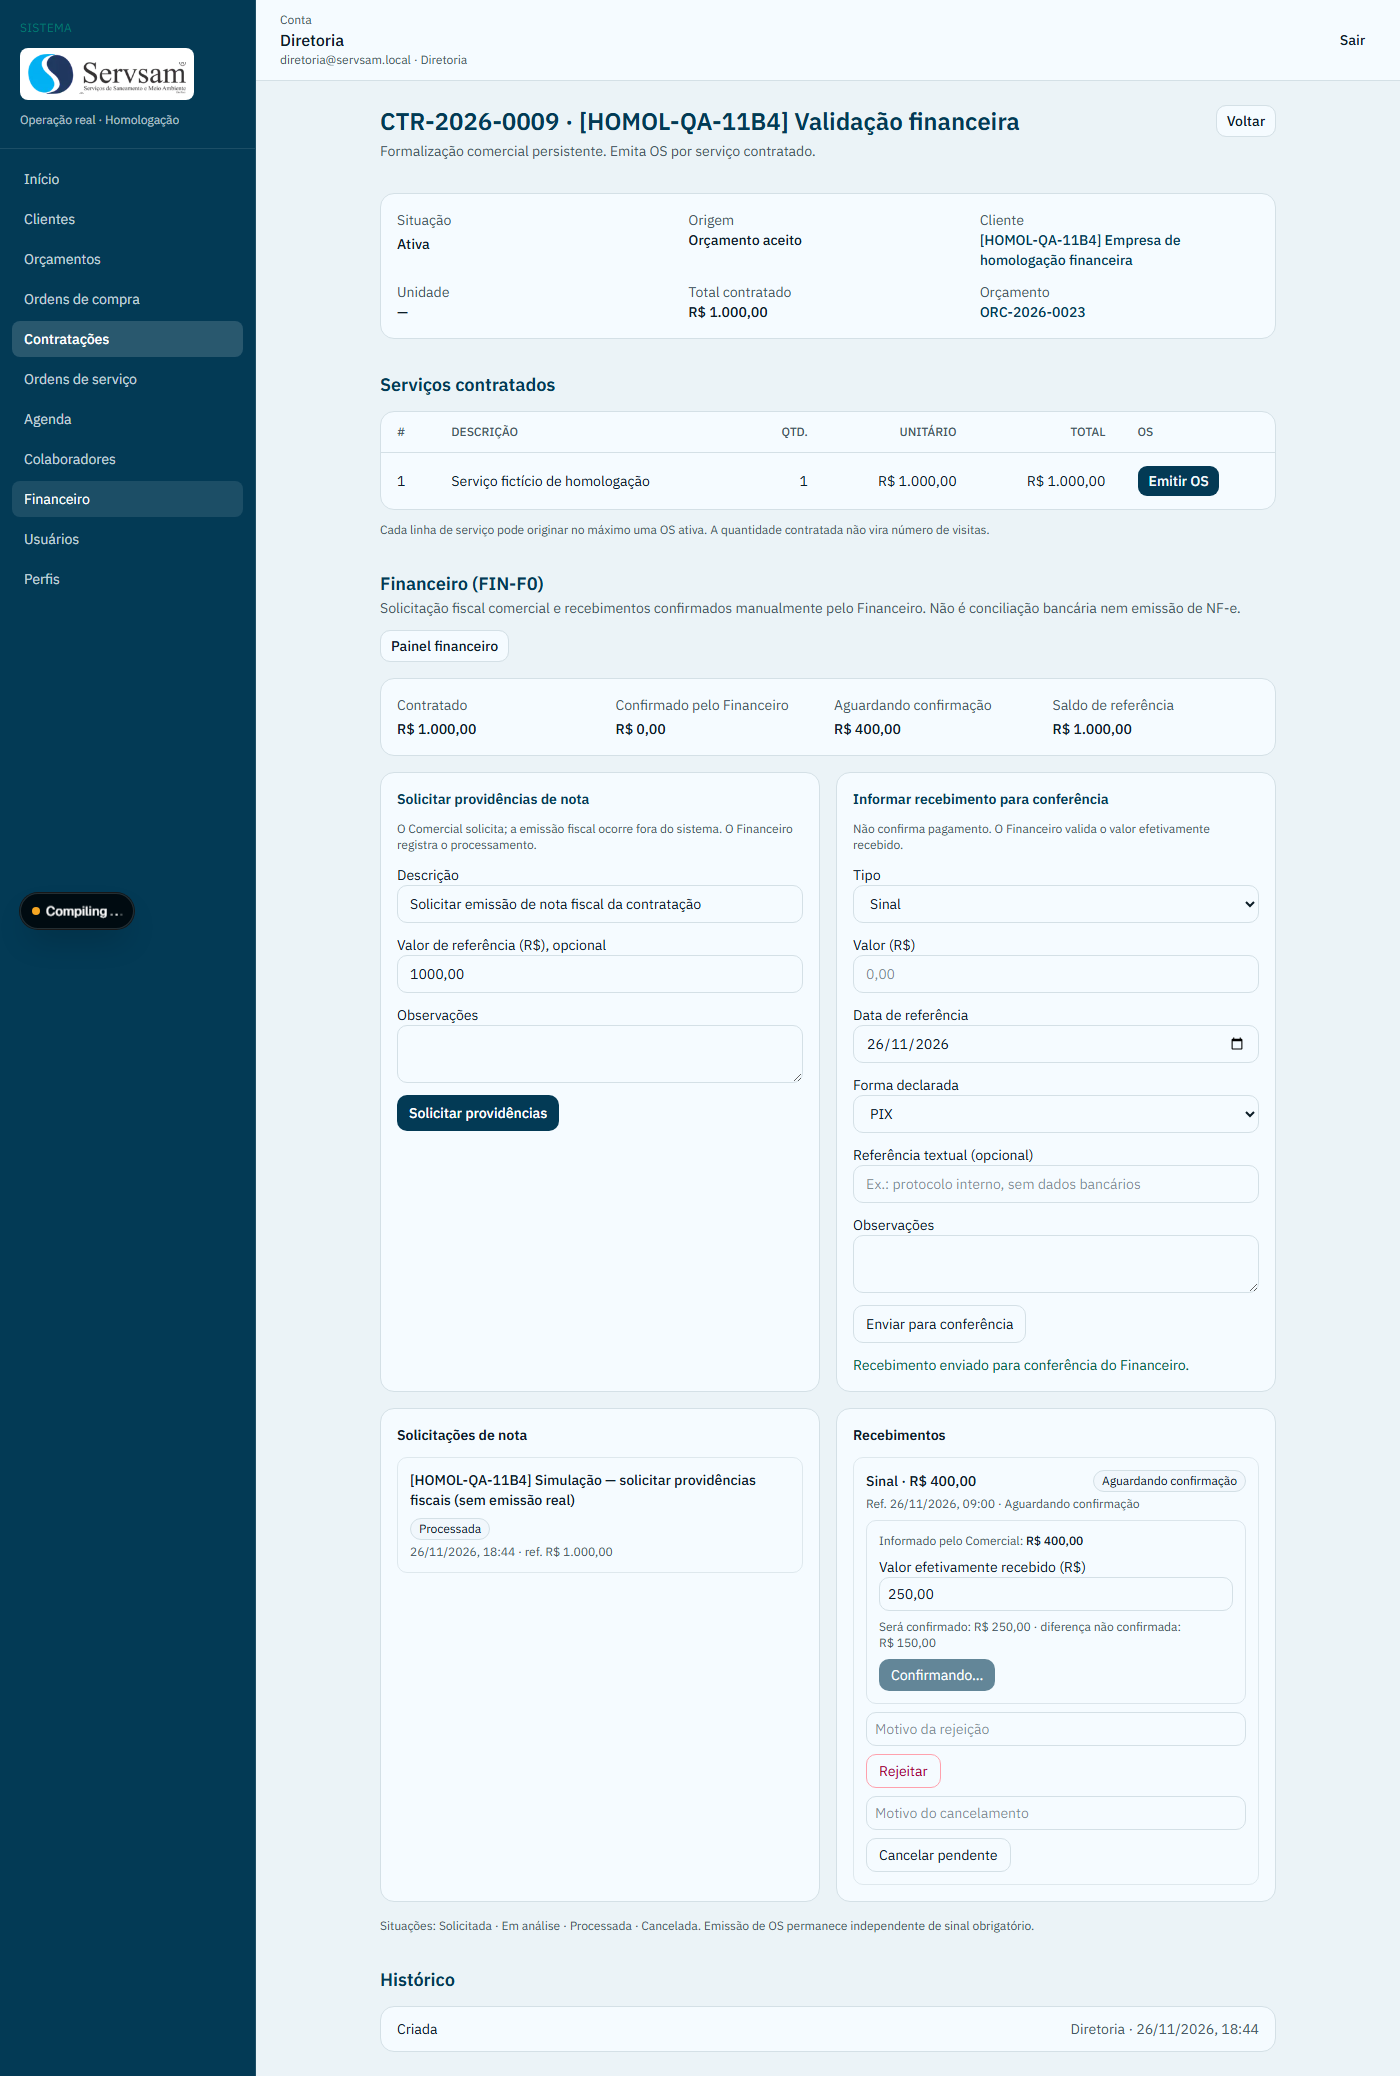 SISTEMA
Servsam
Serviços de Saneamento e Meio Ambiente
Operação real · Homologação
Início
Clientes
Orçamentos
Ordens de compra
Contratações
Ordens de serviço
Agenda
Colaboradores
Financeiro
Usuários
Perfis
Compiling ...
Conta
Diretoria
diretoria@servsam.local · Diretoria
Sair
CTR-2026-0009 · [HOMOL-QA-11B4] Validação financeira
Voltar
Formalização comercial persistente. Emita OS por serviço contratado.
Situação
Ativa
Origem
Orçamento aceito
Cliente
[HOMOL-QA-11B4] Empresa de
homologação financeira
Unidade
—
Total contratado
R$ 1.000,00
Orçamento
ORC-2026-0023
Serviços contratados
# DESCRIÇÃO QTD. UNITÁRIO TOTAL OS
1 Serviço fictício de homologação 1 R$ 1.000,00 R$ 1.000,00 Emitir OS
Cada linha de serviço pode originar no máximo uma OS ativa. A quantidade contratada não vira número de visitas.
Financeiro (FIN-F0)
Solicitação fiscal comercial e recebimentos confirmados manualmente pelo Financeiro. Não é conciliação bancária nem emissão de NF-e.
Painel financeiro
Contratado
R$ 1.000,00
Confirmado pelo Financeiro
R$ 0,00
Aguardando confirmação
R$ 400,00
Saldo de referência
R$ 1.000,00
Solicitar providências de nota
O Comercial solicita; a emissão fiscal ocorre fora do sistema. O Financeiro
registra o processamento.
Descrição
Solicitar emissão de nota fiscal da contratação
Valor de referência (R$), opcional
1000,00
Observações
Solicitar providências
Informar recebimento para conferência
Não confirma pagamento. O Financeiro valida o valor efetivamente
recebido.
Tipo
Sinal
Valor (R$)
0,00
Data de referência
26/11/2026
Forma declarada
PIX
Referência textual (opcional)
Ex.: protocolo interno, sem dados bancários
Observações
Enviar para conferência
Recebimento enviado para conferência do Financeiro.
Solicitações de nota
[HOMOL-QA-11B4] Simulação — solicitar providências
fiscais (sem emissão real)
Processada
26/11/2026, 18:44 · ref. R$ 1.000,00
Recebimentos
Sinal · R$ 400,00
Aguardando confirmação
Ref. 26/11/2026, 09:00 · Aguardando confirmação
Informado pelo Comercial: R$ 400,00
Valor efetivamente recebido (R$)
250,00
Será confirmado: R$ 250,00 · diferença não confirmada:
R$ 150,00
Confirmando...
Motivo da rejeição
Rejeitar
Motivo do cancelamento
Cancelar pendente
Situações: Solicitada · Em análise · Processada · Cancelada. Emissão de OS permanece independente de sinal obrigatório.
Histórico
Criada
Diretoria · 26/11/2026, 18:44